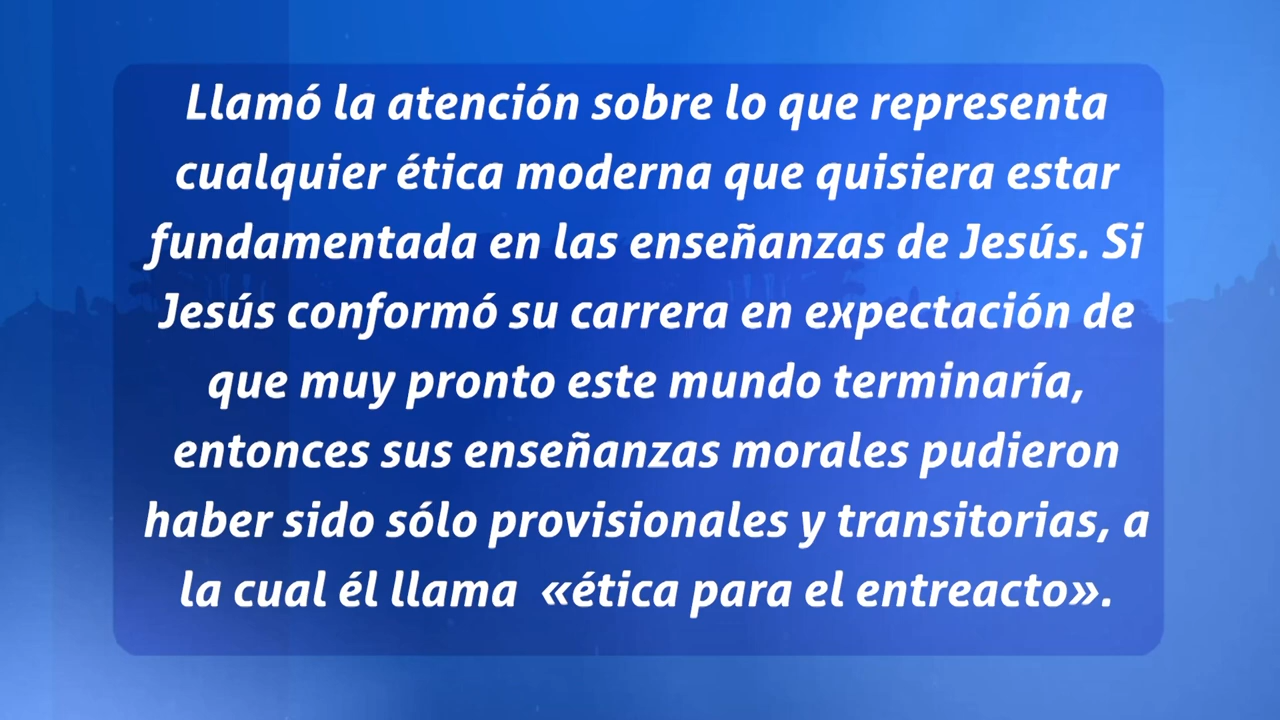 Llamó la atención sobre lo que representa
cualquier ética moderna que quisiera estar
fundamentada en las enseñanzas de Jesús. Si
Jesús conformó su carrera en expectación de
que muy pronto este mundo terminaría,
entonces sus enseñanzas morales pudieron
haber sido sólo provisionales y transitorias, a
la cual él llama «ética para el entreacto».